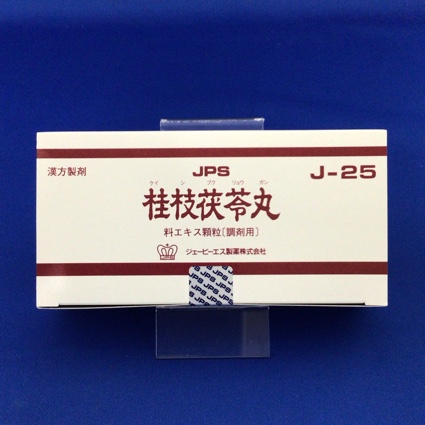 漢方製剤
JPS
J-25
ケイ シ ブク リョウ ガン
桂枝茯苓丸
料エキス顆粒〔調剤用〕
ジェーピーエス製薬株式会社
JPS JPS JPS